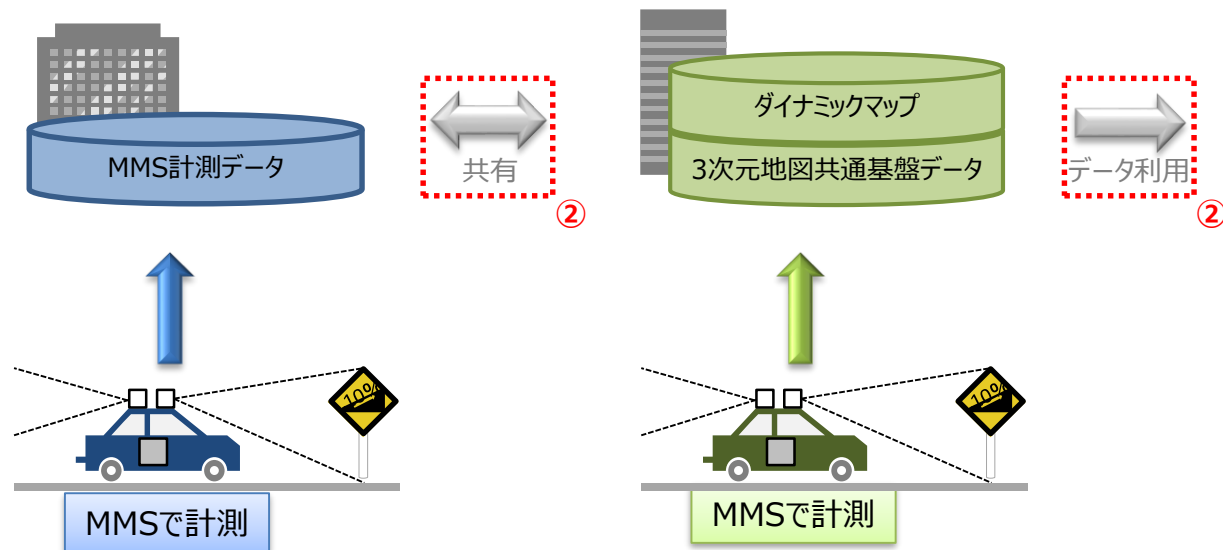 MMS計測データ
共有
②
ダイナミックマップ
3次元地図共通基盤データ
データ利用
②
10%
10%
MMSで計測
MMSで計測